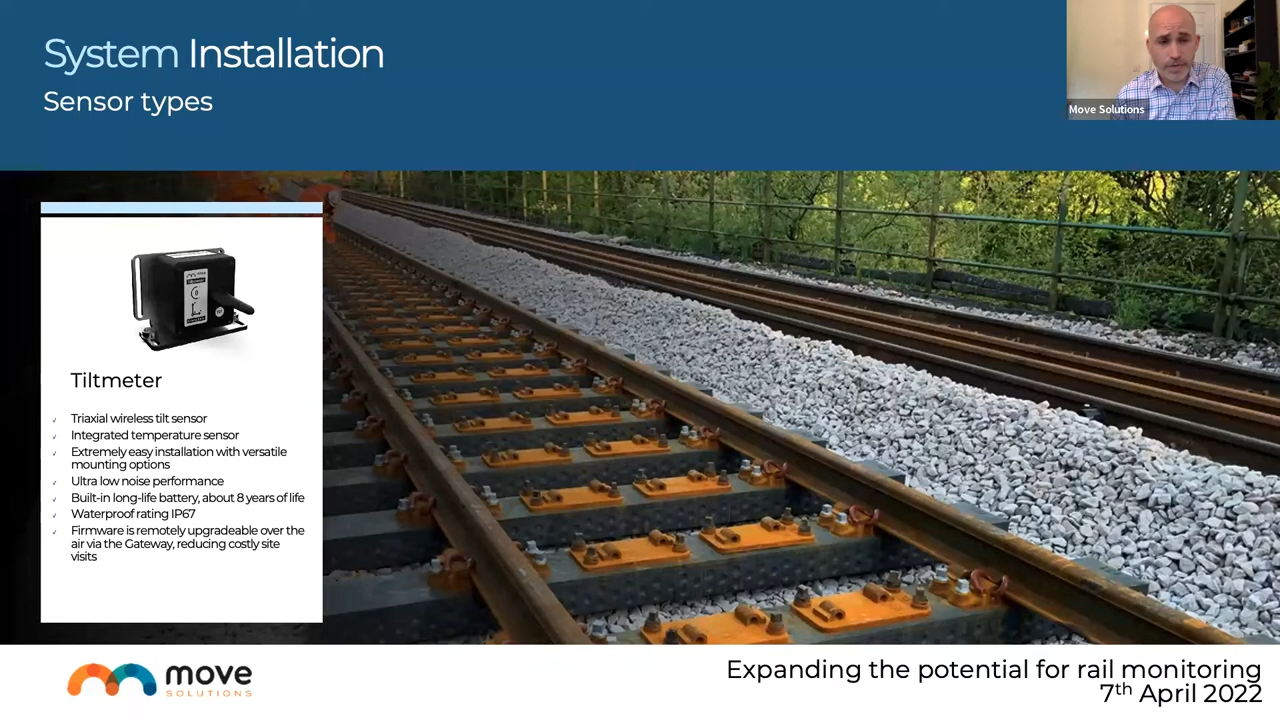 System Installation
Sensor types
Move Solutions
Tiltmeter
Triaxial wireless tilt sensor
Integrated temperature sensor
Extremely easy installation with versatile
mounting options
Ultra low noise performance
Built-in long-life battery, about 8 years of life
Waterproof rating IP67
Firmware is remotely upgradeable over the
air via the Gateway, reducing costly site
visits
move
SOLUTIONS
Expanding the potential for rail monitoring
7th April 2022